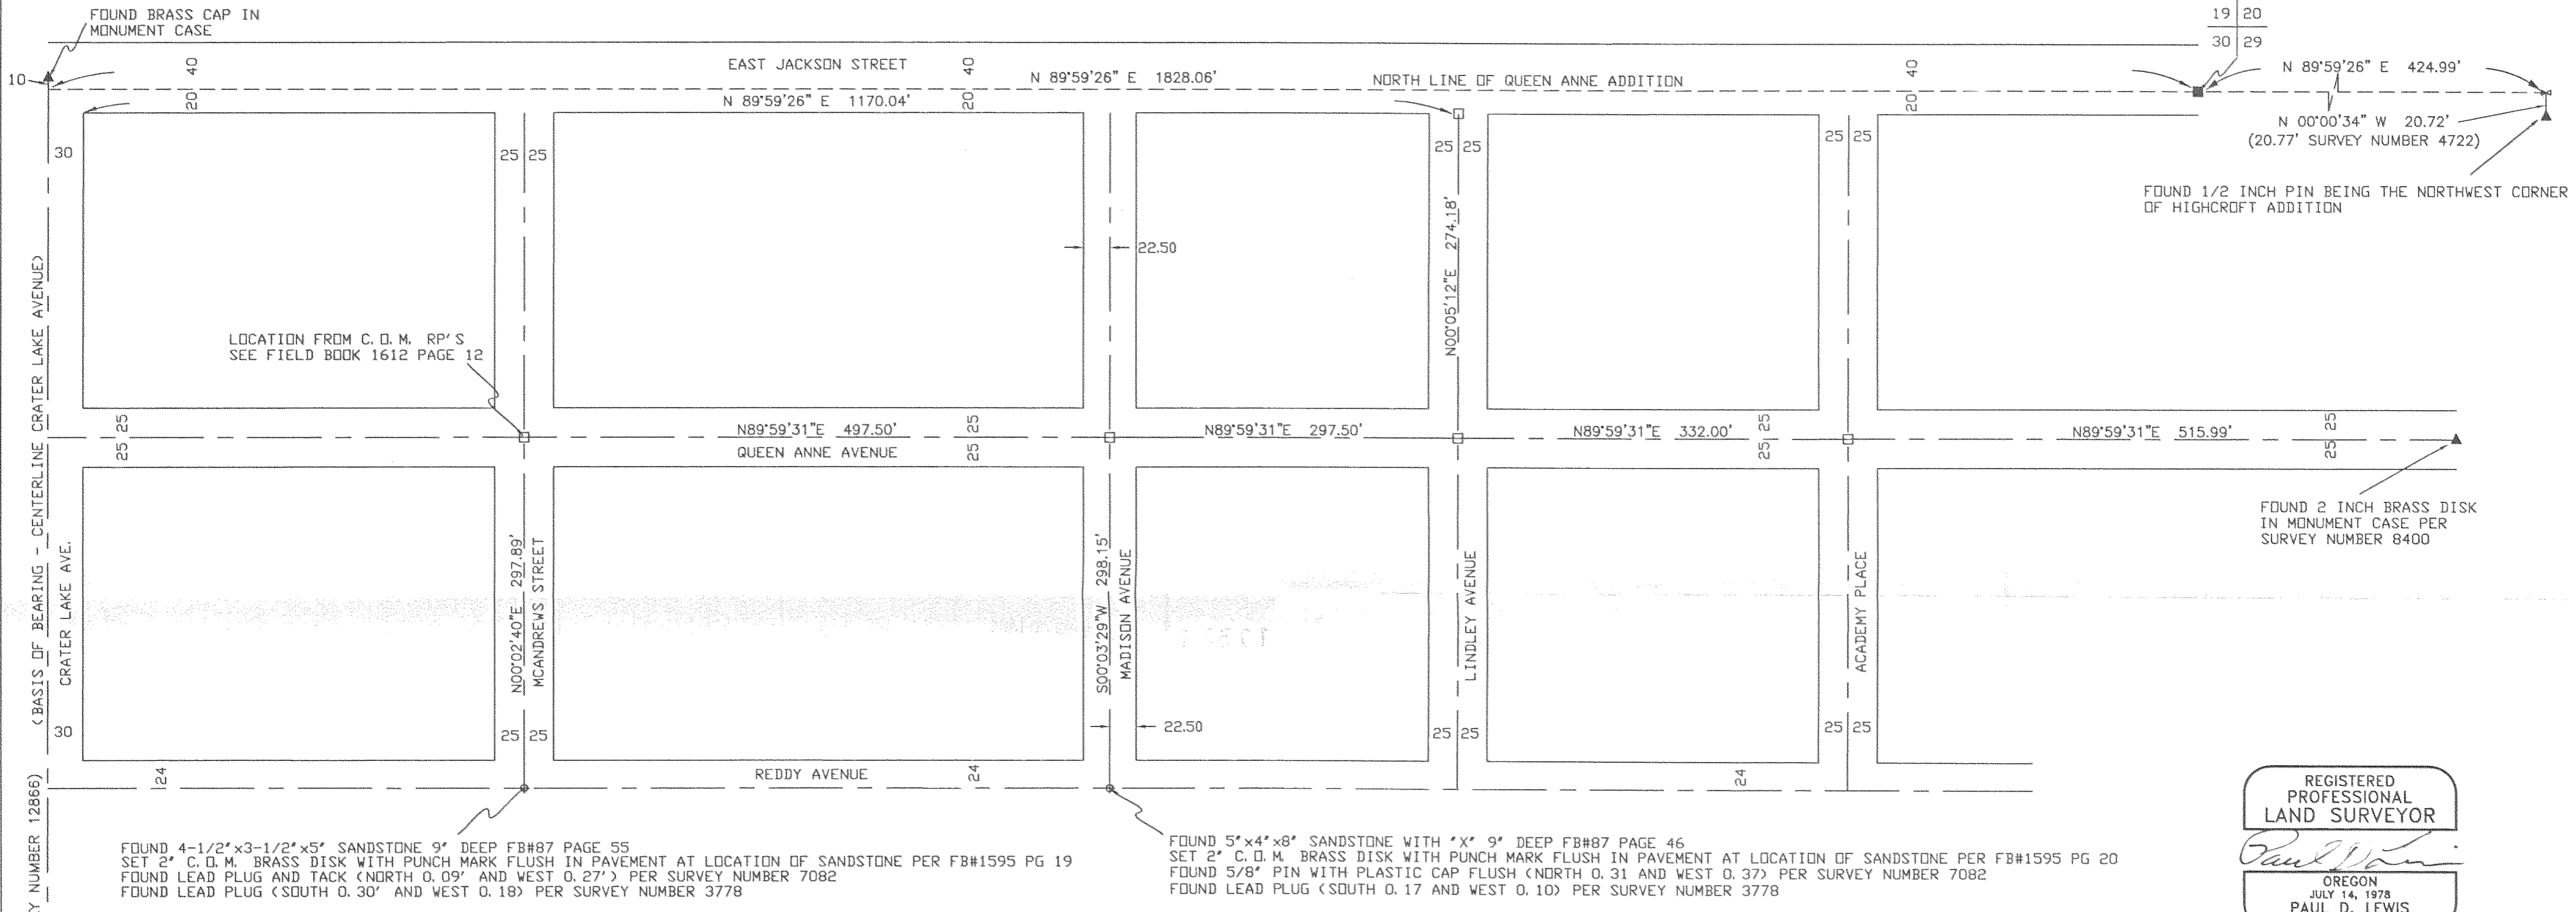 FOUND BRASS CAP IN
MONUMENT CASE
19 20
30 29
10
40
EAST JACKSON STREET
40
N 89°59'26" E 1828.06'
NORTH LINE OF QUEEN ANNE ADDITION
40
N 89°59'26" E 424.99'
20
N 89°59'26" E 1170.04'
20
20
N 00°00'34" W 20.72'
(20.77' SURVEY NUMBER 4722)
30
25 25
25 25
25 25
FOUND 1/2 INCH PIN BEING THE NORTHWEST CORNER
OF HIGHCROFT ADDITION
22.50
N00°05'12"E 274.18'
LOCATION FROM C.O.M. RP'S
SEE FIELD BOOK 1612 PAGE 12
(BASIS OF BEARING - CENTERLINE CRATER LAKE AVENUE)
25
25
25
25
N89°59'31"E 497.50'
N89°59'31"E 297.50'
N89°59'31"E 332.00'
N89°59'31"E 515.99'
25
QUEEN ANNE AVENUE
25
25
25
FOUND 2 INCH BRASS DISK
IN MONUMENT CASE PER
SURVEY NUMBER 8400
CRATER LAKE AVE.
N00°02'40"E 297.89'
MCANDREWS STREET
S00°03'29"W 298.15'
MADISON AVENUE
LINDLEY AVENUE
ACADEMY PLACE
30
25 25
22.50
25 25
25 25
24
REDDY AVENUE
24
24
Y NUMBER 12866)
FOUND 4-1/2"x3-1/2"x5" SANDSTONE 9" DEEP FB#87 PAGE 55
SET 2" C.O.M. BRASS DISK WITH PUNCH MARK FLUSH IN PAVEMENT AT LOCATION OF SANDSTONE PER FB#1595 PG 19
FOUND LEAD PLUG AND TACK (NORTH 0.09' AND WEST 0.27') PER SURVEY NUMBER 7082
FOUND LEAD PLUG (SOUTH 0.30' AND WEST 0.18) PER SURVEY NUMBER 3778
FOUND 5"x4"x8" SANDSTONE WITH "X" 9" DEEP FB#87 PAGE 46
SET 2" C.O.M. BRASS DISK WITH PUNCH MARK FLUSH IN PAVEMENT AT LOCATION OF SANDSTONE PER FB#1595 PG 20
FOUND 5/8" PIN WITH PLASTIC CAP FLUSH (NORTH 0.31 AND WEST 0.37) PER SURVEY NUMBER 7082
FOUND LEAD PLUG (SOUTH 0.17 AND WEST 0.10) PER SURVEY NUMBER 3778
REGISTERED
PROFESSIONAL
LAND SURVEYOR
OREGON
JULY 14, 1978
PAUL D. LEWIS